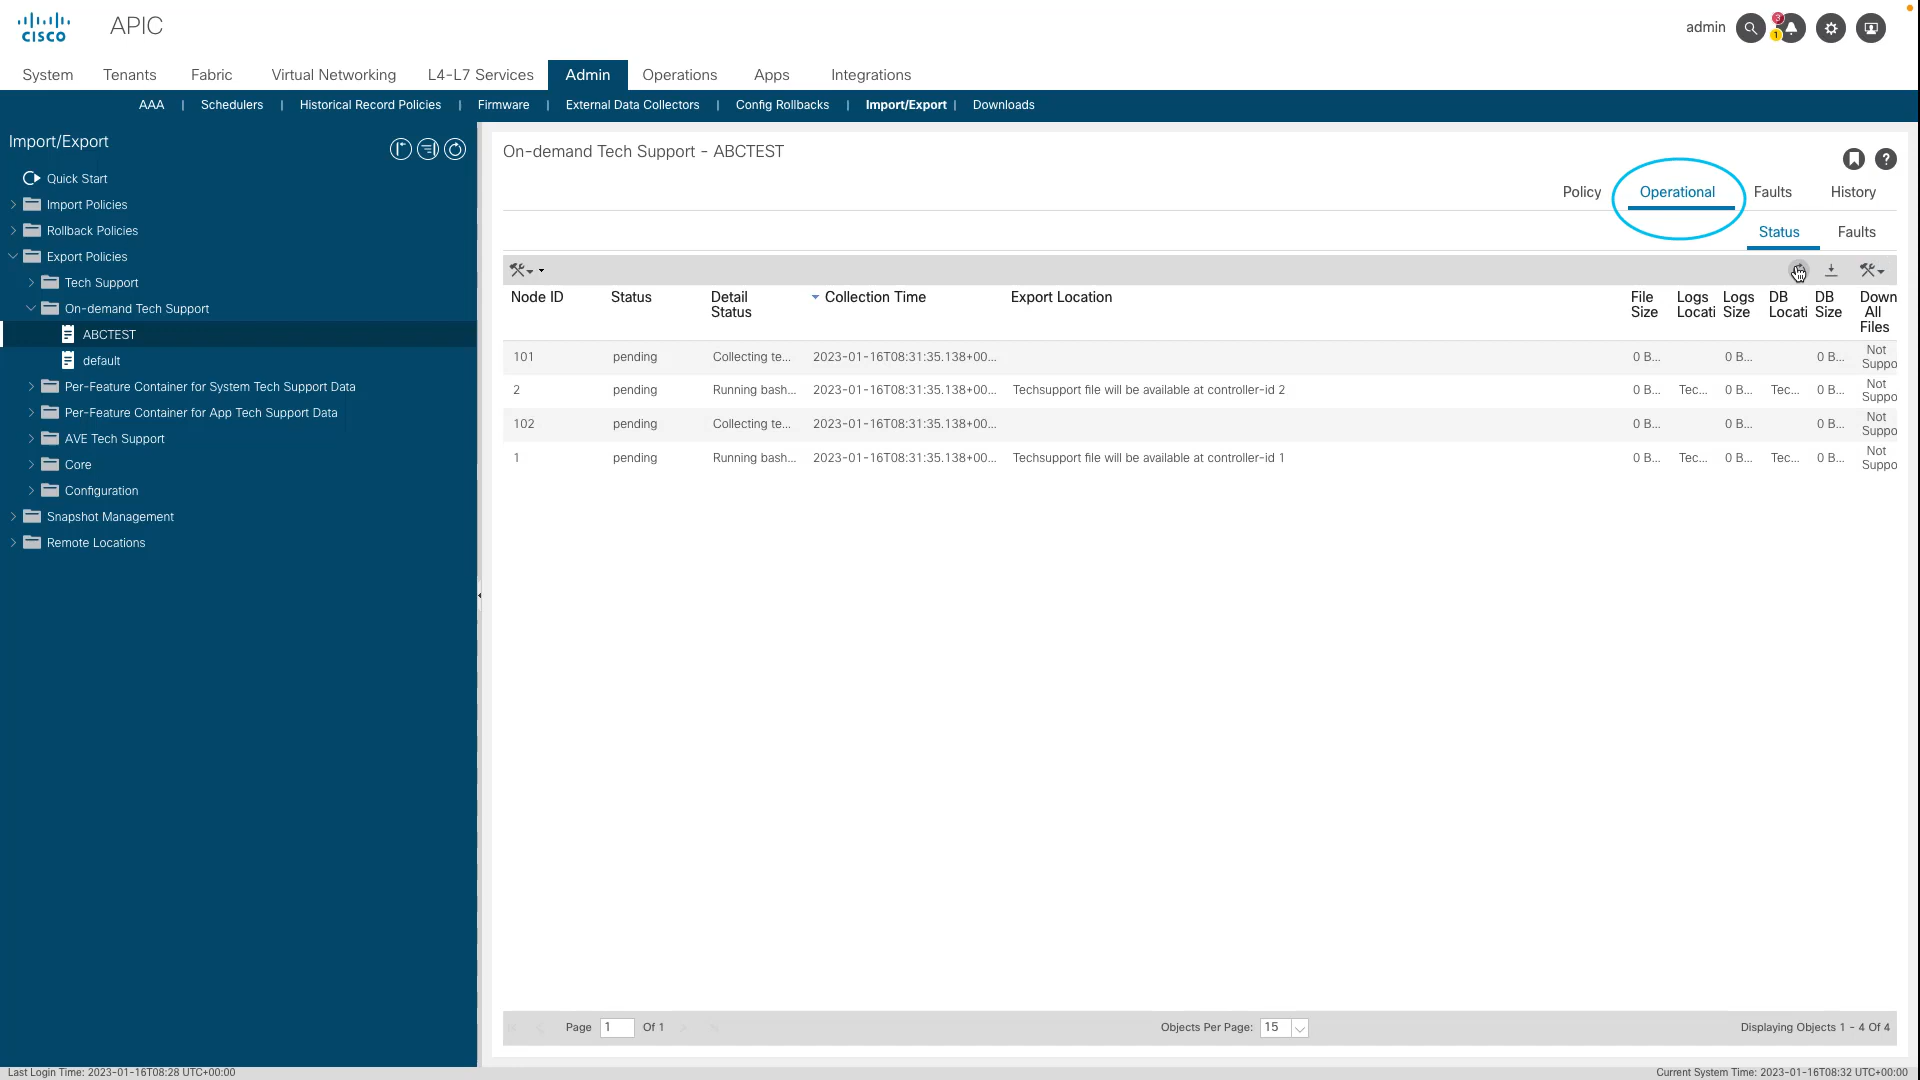 CISCO
APIC
admin
3
1
System Tenants Fabric Virtual Networking L4-L7 Services Admin Operations Apps Integrations
AAA | Schedulers | Historical Record Policies | Firmware | External Data Collectors | Config Rollbacks | Import/Export | Downloads
Import/Export
Quick Start
Import Policies
Rollback Policies
Export Policies
Tech Support
On-demand Tech Support
ABCTEST
default
Per-Feature Container for System Tech Support Data
Per-Feature Container for App Tech Support Data
AVE Tech Support
Core
Configuration
Snapshot Management
Remote Locations
On-demand Tech Support - ABCTEST
?
Policy Operational Faults History
Status Faults
Node ID Status Detail Status Collection Time Export Location File Size Logs Locati Logs Size DB Locati DB Size Down All Files
101 pending Collecting te... 2023-01-16T08:31:35.138+00... 0 B... 0 B... 0 B... Not Suppo
2 pending Running bash... 2023-01-16T08:31:35.138+00... Techsupport file will be available at controller-id 2 0 B... Tec... 0 B... Tec... 0 B... Not Suppo
102 pending Collecting te... 2023-01-16T08:31:35.138+00... 0 B... 0 B... 0 B... Not Suppo
1 pending Running bash... 2023-01-16T08:31:35.138+00... Techsupport file will be available at controller-id 1 0 B... Tec... 0 B... Tec... 0 B... Not Suppo
Page 1 Of 1 Objects Per Page: 15 Displaying Objects 1 - 4 Of 4
Last Login Time: 2023-01-16T08:28 UTC+00:00 Current System Time: 2023-01-16T08:32 UTC+00:00